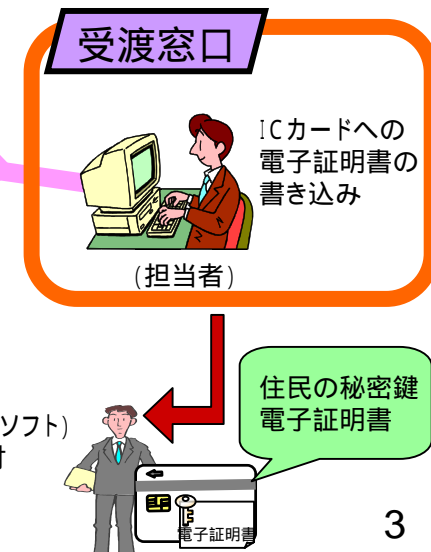 受渡窓口
ICカードへの
電子証明書の
書き込み
(担当者)
住民の秘密鍵
電子証明書
ソフト)
電子証明書
3